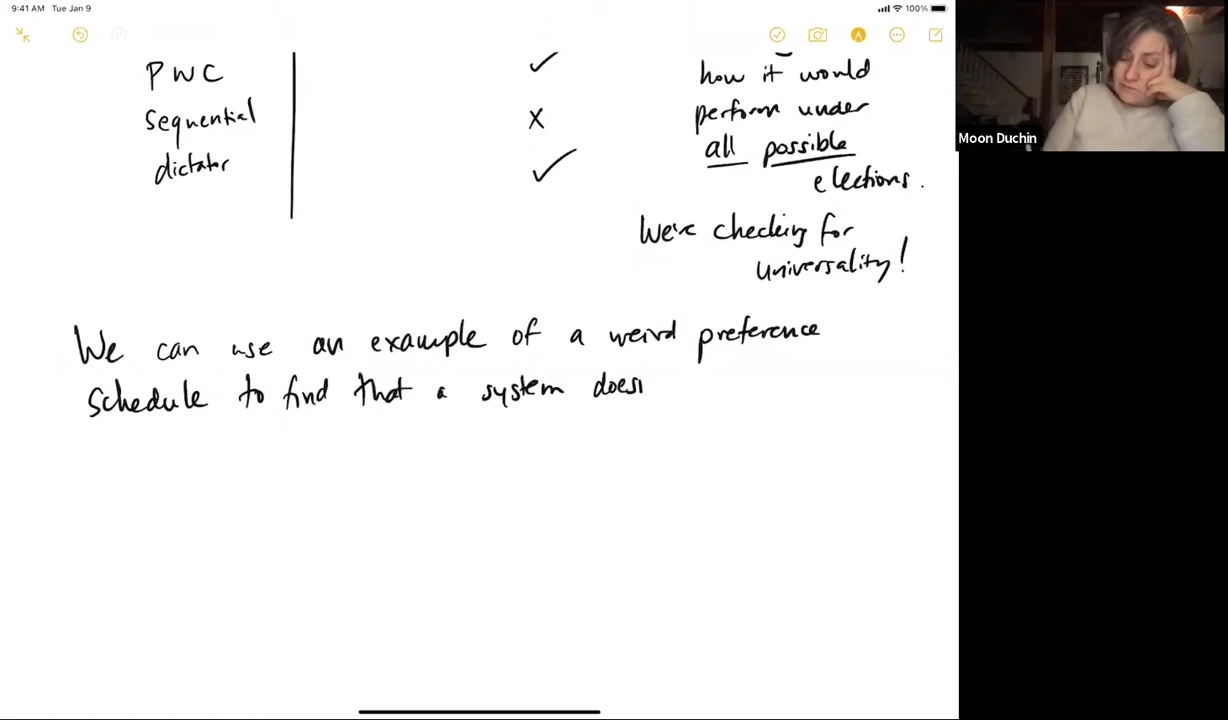 9:41 AM Tue Jan 9
100%
PWC ✓
sequential X
dictator ✓
how it would
perform under
all possible
elections.
We're checking for
universality!
We can use an example of a weird preference
schedule to find that a system does
Moon Duchin